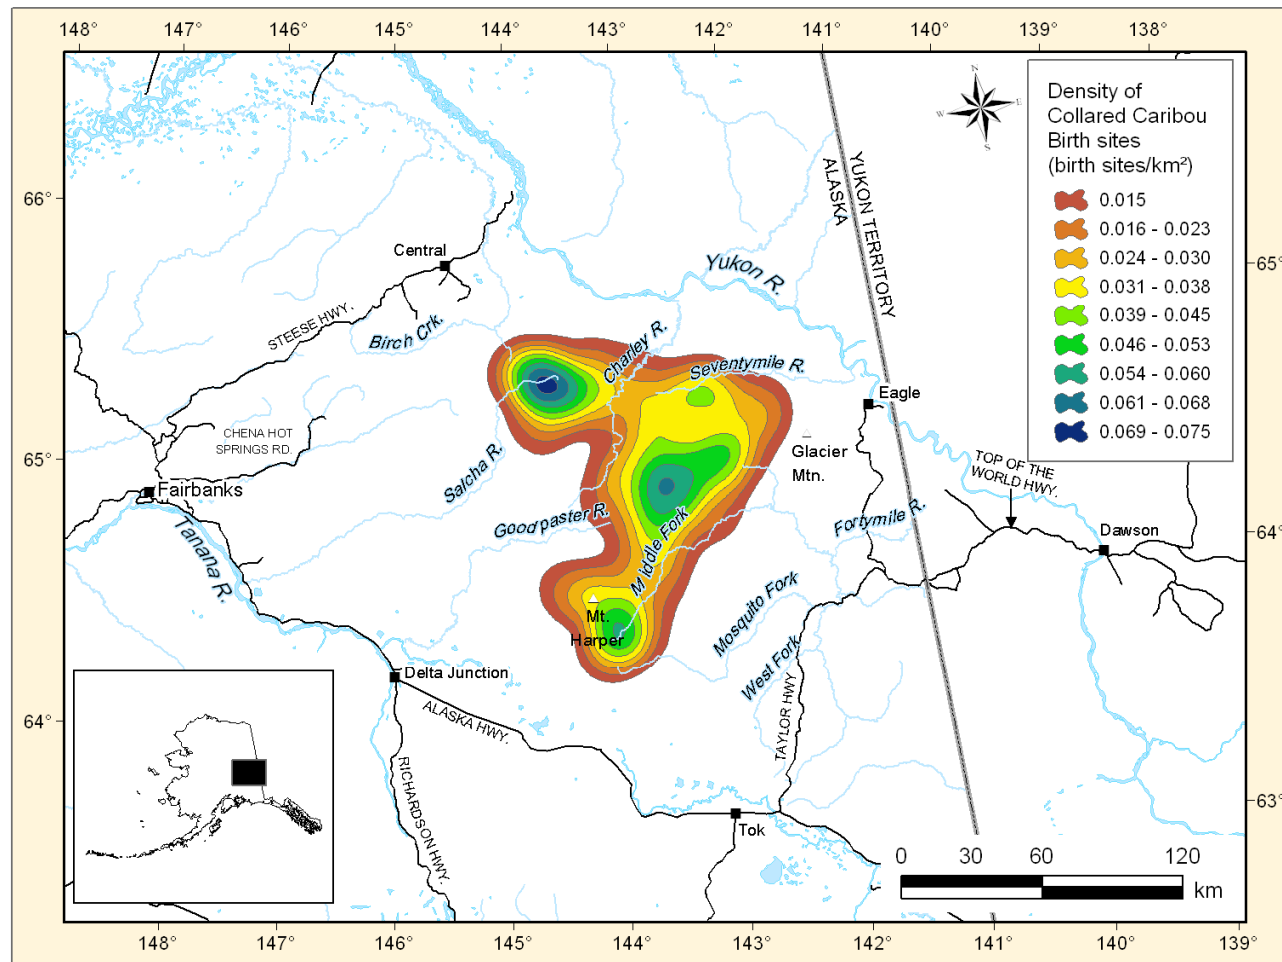 148° 147° 146° 145° 144° 143° 142° 141° 140° 139° 138°
Density of
Collared Caribou
Birth sites
(birth sites/km²)
0.015
0.016 - 0.023
0.024 - 0.030
0.031 - 0.038
0.039 - 0.045
0.046 - 0.053
0.054 - 0.060
0.061 - 0.068
0.069 - 0.075
N
W E
S
YUKON TERRITORY
ALASKA
66°
65°
64°
65°
64°
63°
Central
Yukon R.
STEESE HWY.
Birch Crk.
Charley R.
Seventymile R.
Eagle
CHENA HOT
SPRINGS RD.
Glacier
Mtn.
TOP OF THE
WORLD HWY.
Salcha R.
Fairbanks
Goodpaster R.
Fortymile R.
Dawson
Tanana R.
Middle Fork
Mosquito Fork
Mt.
Harper
West Fork
Delta Junction
ALASKA HWY.
TAYLOR HWY
RICHARDSON HWY.
Tok
0 30 60 120
km
148° 147° 146° 145° 144° 143° 142° 141° 140° 139°